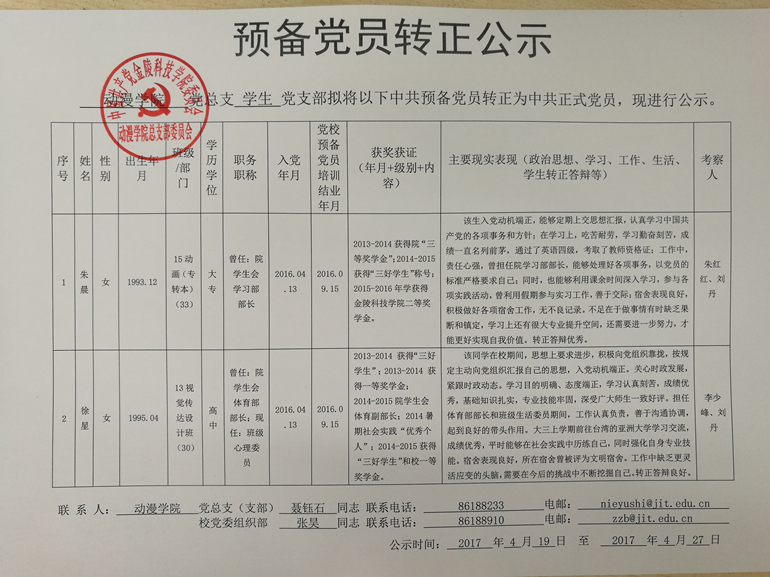 预备党员转正公示
动漫学院 党总支 学生 党支部拟将以下中共预备党员转正为中共正式党员，现进行公示。
中国共产党金陵科技学院委员会
动漫学院总支部委员会
序号
姓名
性别
出生年月
班级/部门
学历学位
职务职称
入党年月
党校预备党员培训结业年月
获奖获证（年月+级别+内容）
主要现实表现（政治思想、学习、工作、生活、学生转正答辩等）
考察人
1
朱晨
女
1993.12
15动画（专转本）（33）
大专
曾任：院学生会学习部部长
2016.04.13
2016.09.15
2013-2014获得院“三
等奖学金”；2014-2015
获得“三好学生”称号；
2015-2016年学获得
金陵科技学院二等奖
学金。
该生入党动机端正，能够定期上交思想汇报，认真学习中国共
产党的各项事务和方针；在学习上，吃苦耐劳，学习勤奋刻苦，成
绩一直名列前茅，通过了英语四级，考取了教师资格证；工作中，
责任心强，曾担任院学习部部长，能够处理好各项事务，以党员的
标准严格要求自己；同时，也能够利用课余时间深入学习，参与各
项实践活动，曾利用假期参与实习工作，善于交际；宿舍表现良好，
积极做好各项宿舍工作，无不良记录。不足在于做事情有时缺乏果
断和镇定，学习上还有很大专业提升空间，还需要进一步努力，才
能更好实现自我价值。转正答辩优秀。
朱红红、刘丹
2
徐星
女
1995.04
13视觉传达设计班（30）
高中
曾任：院学生会体育部部长；现任：班级心理委员
2016.04.13
2016.09.15
2013-2014 获得“三好
学生”；2013-2014 获
得一等奖学金；
2014-2015院学生会
体育副部长；2014暑
期社会实践“优秀个
人”；2014-2015获得
“三好学生”和校一等
奖学金。
该同学在校期间，思想上要求进步，积极向党组织靠拢，按规
定主动向党组织汇报自己的思想，入党动机端正。关心时政发展，
紧跟时政动态。学习目的明确、态度端正，学习认真刻苦，成绩优
秀，基础知识扎实，专业技能牢固，深受广大师生一致好评。担任
体育部部长和班级生活委员期间，工作认真负责，善于沟通协调，
起到良好的带头作用。大三上学期前往台湾的亚洲大学学习交流，
成绩优秀，平时能够在社会实践中历练自己，同时强化自身专业技
能。宿舍表现良好，所在宿舍曾被评为文明宿舍。工作中缺乏更灵
活应变的头脑，需要在今后的挑战中不断挖掘自己。转正答辩良好。
李少峰、刘丹
联 系 人： 动漫学院 党总支（支部） 聂钰石 同志 联系电话： 86188233 电邮： nieyushi@jit.edu.cn
校党委组织部 张昊 同志 联系电话： 86188910 电邮： zzb@jit.edu.cn
公示时间： 2017 年 4 月 19 日 至 2017 年 4 月 27 日